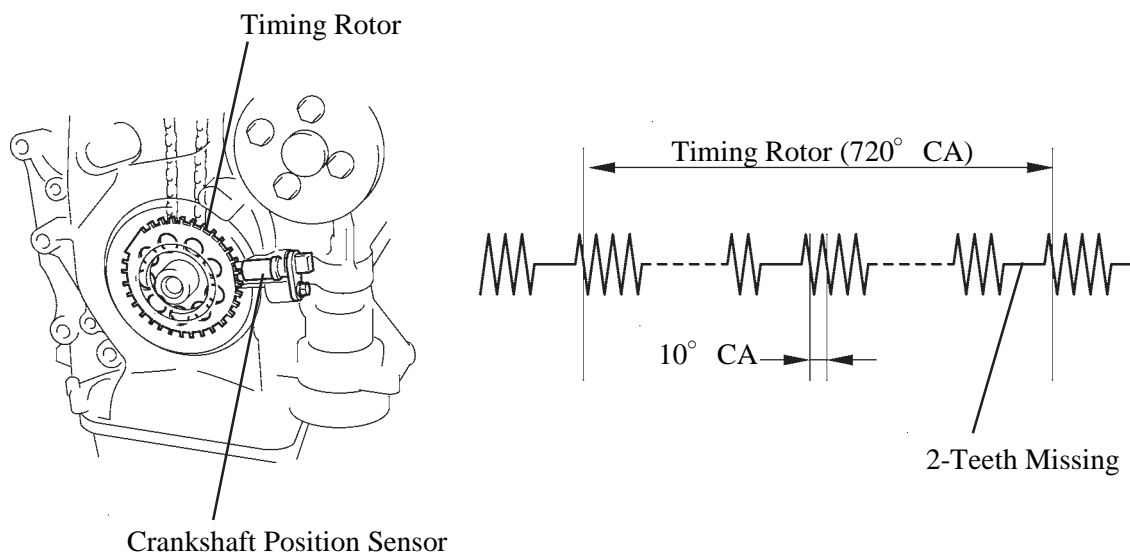 Timing Rotor
Timing Rotor (720° CA)
10° CA
2-Teeth Missing
Crankshaft Position Sensor